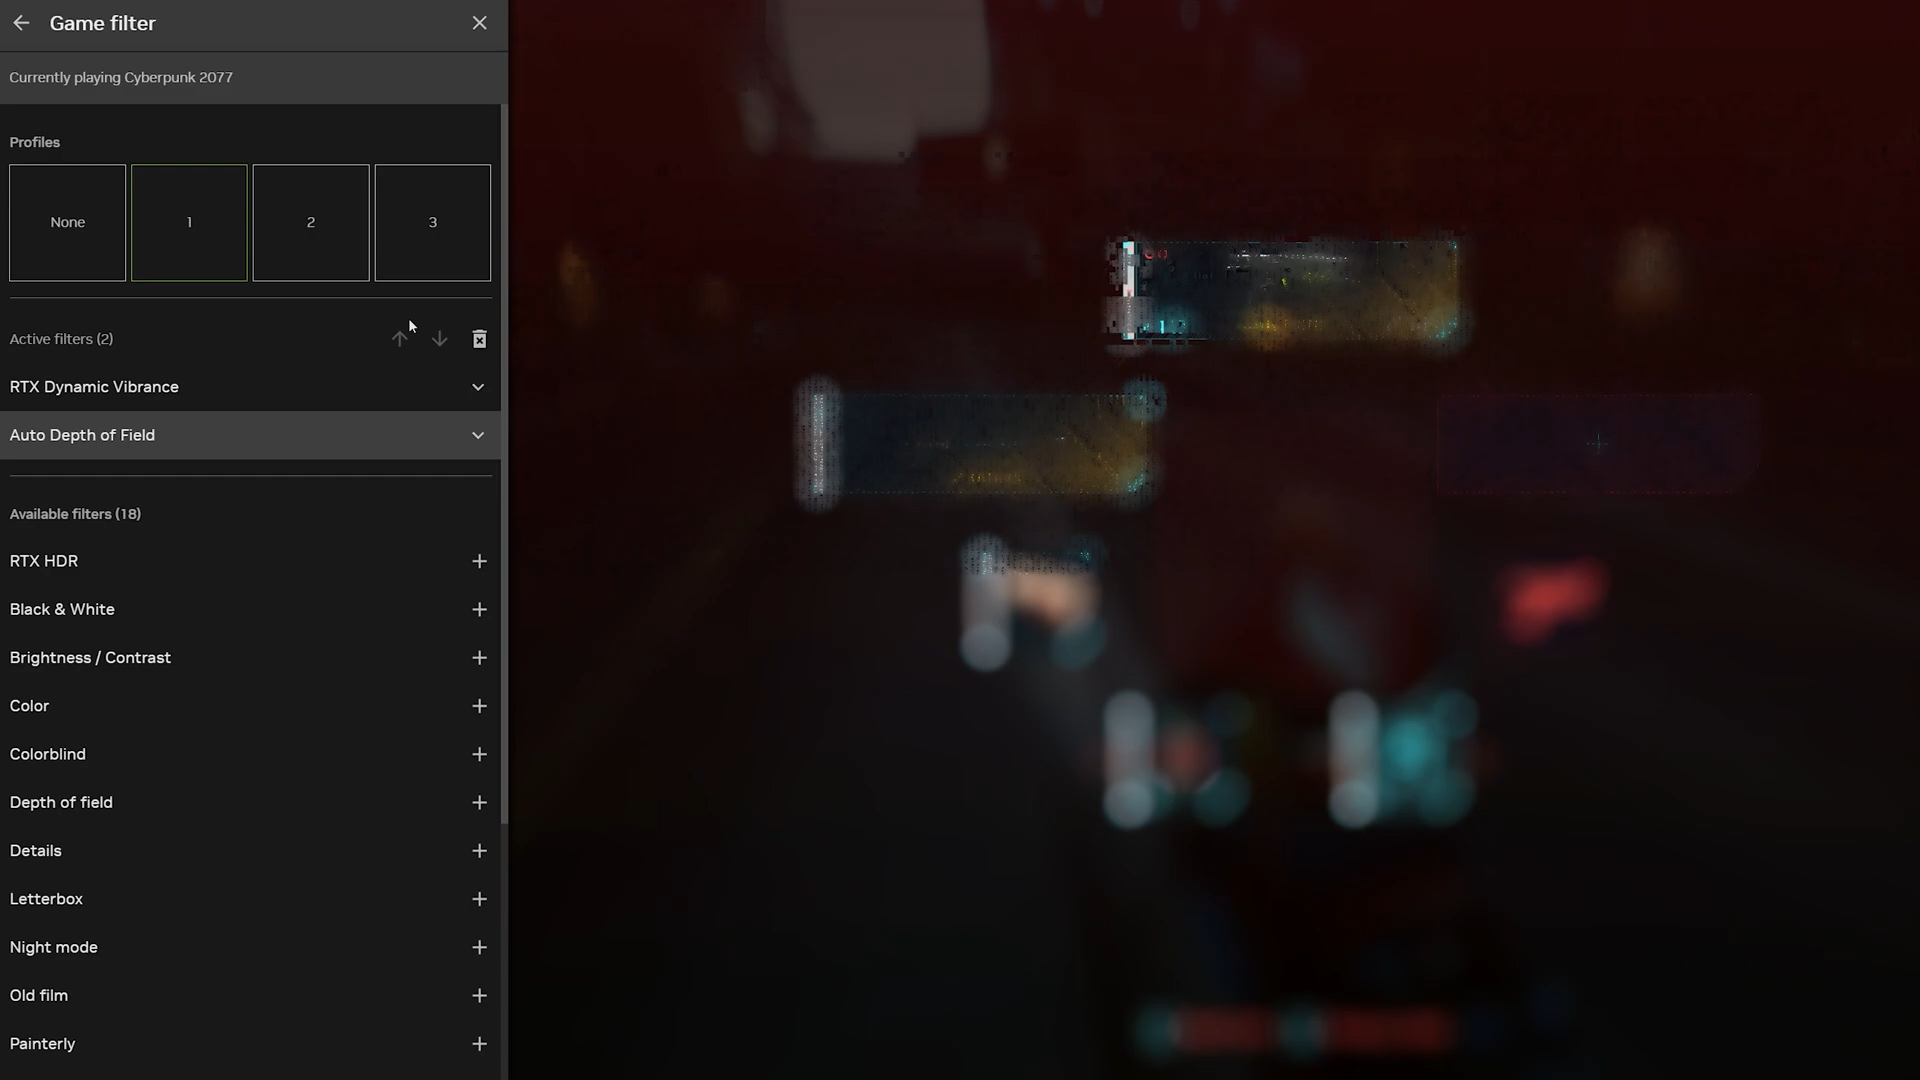 Game filter
Currently playing Cyberpunk 2077
Profiles
None
1
2
3
Active filters (2)
RTX Dynamic Vibrance
Auto Depth of Field
Available filters (18)
RTX HDR
Black & White
Brightness / Contrast
Color
Colorblind
Depth of field
Details
Letterbox
Night mode
Old film
Painterly